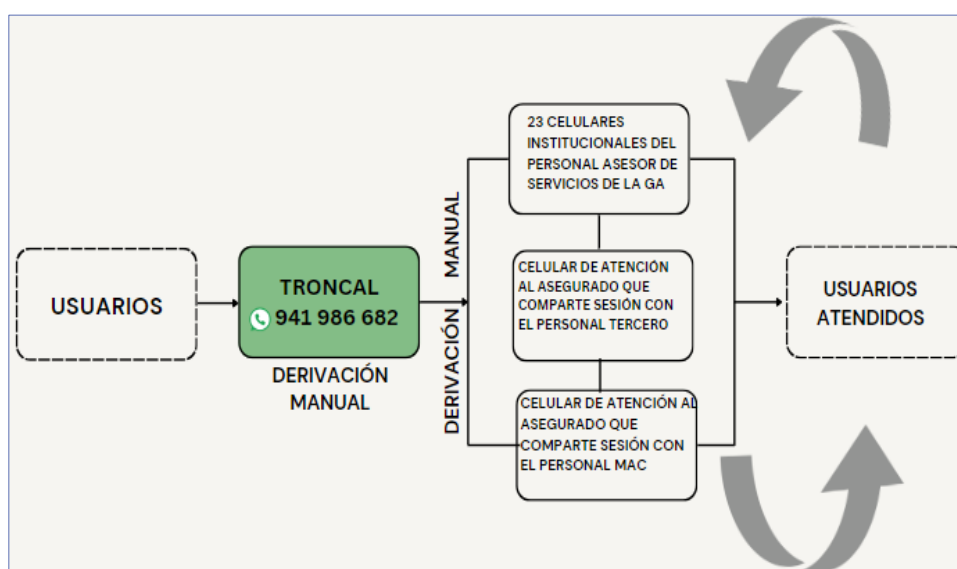 USUARIOS
TRONCAL
941 986 682
DERIVACIÓN
MANUAL
DERIVACIÓN MANUAL
23 CELULARES
INSTITUCIONALES DEL
PERSONAL ASESOR DE
SERVICIOS DE LA GA
CELULAR DE ATENCIÓN
AL ASEGURADO QUE
COMPARTE SESIÓN CON
EL PERSONAL TERCERO
CELULAR DE ATENCIÓN AL
ASEGURADO QUE
COMPARTE SESIÓN CON
EL PERSONAL MAC
USUARIOS
ATENDIDOS